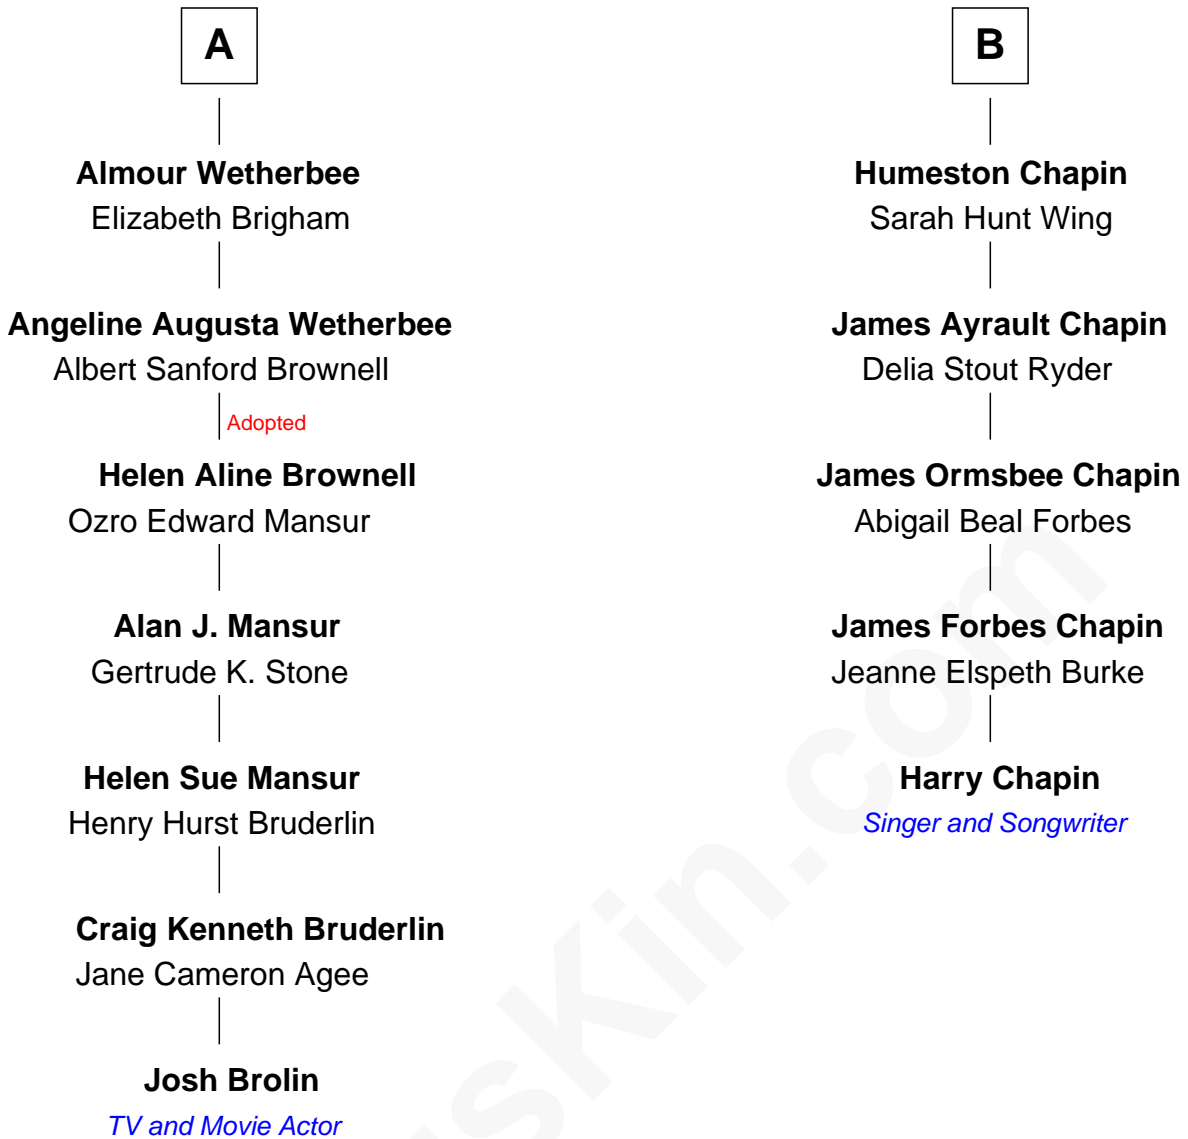 A
Almour Wetherbee
Elizabeth Brigham
Angeline Augusta Wetherbee
Albert Sanford Brownell
Adopted
Helen Aline Brownell
Ozro Edward Mansur
Alan J. Mansur
Gertrude K. Stone
Helen Sue Mansur
Henry Hurst Bruderlin
Craig Kenneth Bruderlin
Jane Cameron Agee
Josh Brolin
TV and Movie Actor
B
Humeston Chapin
Sarah Hunt Wing
James Ayrault Chapin
Delia Stout Ryder
James Ormsbee Chapin
Abigail Beal Forbes
James Forbes Chapin
Jeanne Elspeth Burke
Harry Chapin
Singer and Songwriter
usKin.com